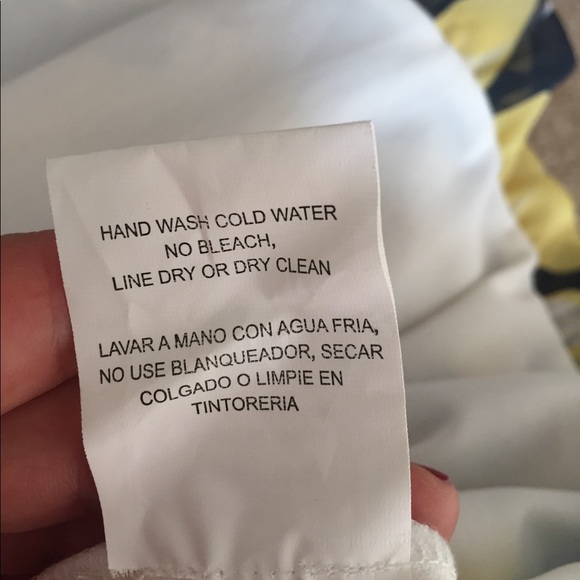 HAND WASH COLD WATER
NO BLEACH,
LINE DRY OR DRY CLEAN
LAVAR A MANO CON AGUA FRIA,
NO USE BLANQUEADOR, SECAR
COLGADO O LIMPIE EN
TINTORERIA